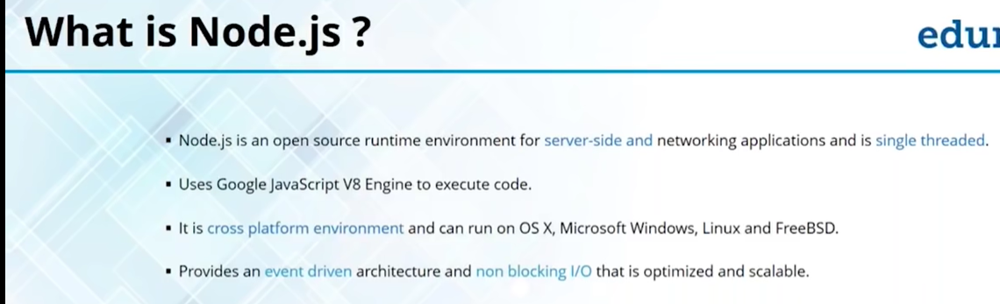 What is Node.js ?
▪ Node.js is an open source runtime environment for server-side and networking applications and is single threaded.
▪ Uses Google JavaScript V8 Engine to execute code.
▪ It is cross platform environment and can run on OS X, Microsoft Windows, Linux and FreeBSD.
▪ Provides an event driven architecture and non blocking I/O that is optimized and scalable.